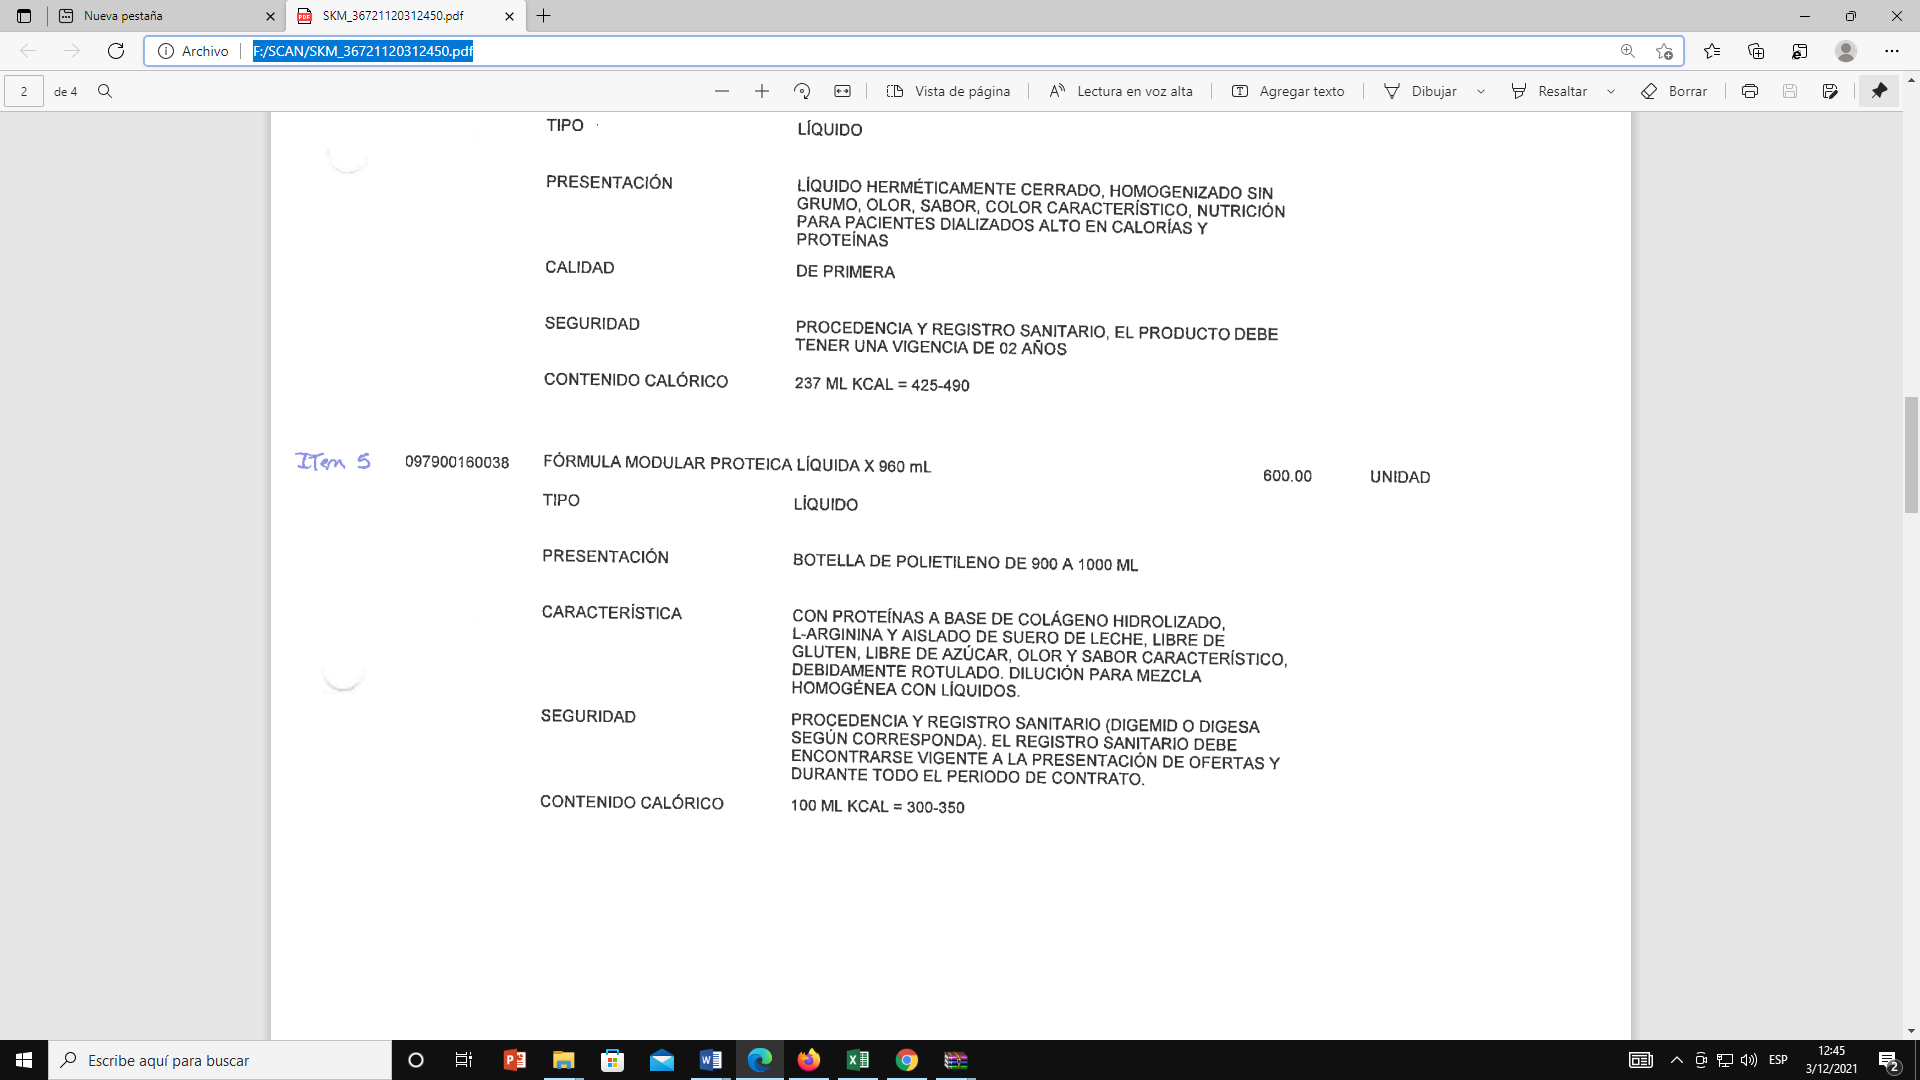 Nueva pestaña
SKM_36721120312450.pdf
Archivo
F:/SCAN/SKM_36721120312450.pdf
2 de 4
Vista de página
Lectura en voz alta
Agregar texto
Dibujar
Resaltar
Borrar
TIPO LÍQUIDO
PRESENTACIÓN LÍQUIDO HERMÉTICAMENTE CERRADO, HOMOGENIZADO SIN
GRUMO, OLOR, SABOR, COLOR CARACTERÍSTICO, NUTRICIÓN
PARA PACIENTES DIALIZADOS ALTO EN CALORÍAS Y
PROTEÍNAS
CALIDAD DE PRIMERA
SEGURIDAD PROCEDENCIA Y REGISTRO SANITARIO, EL PRODUCTO DEBE
TENER UNA VIGENCIA DE 02 AÑOS
CONTENIDO CALÓRICO 237 ML KCAL = 425-490
ITem 5 097900160038 FÓRMULA MODULAR PROTEICA LÍQUIDA X 960 mL 600.00 UNIDAD
TIPO LÍQUIDO
PRESENTACIÓN BOTELLA DE POLIETILENO DE 900 A 1000 ML
CARACTERÍSTICA CON PROTEÍNAS A BASE DE COLÁGENO HIDROLIZADO,
L-ARGININA Y AISLADO DE SUERO DE LECHE, LIBRE DE
GLUTEN, LIBRE DE AZÚCAR, OLOR Y SABOR CARACTERÍSTICO,
DEBIDAMENTE ROTULADO. DILUCIÓN PARA MEZCLA
HOMOGÉNEA CON LÍQUIDOS.
SEGURIDAD PROCEDENCIA Y REGISTRO SANITARIO (DIGEMID O DIGESA
SEGÚN CORRESPONDA). EL REGISTRO SANITARIO DEBE
ENCONTRARSE VIGENTE A LA PRESENTACIÓN DE OFERTAS Y
DURANTE TODO EL PERIODO DE CONTRATO.
CONTENIDO CALÓRICO 100 ML KCAL = 300-350
Escribe aquí para buscar
ESP
12:45
3/12/2021
2